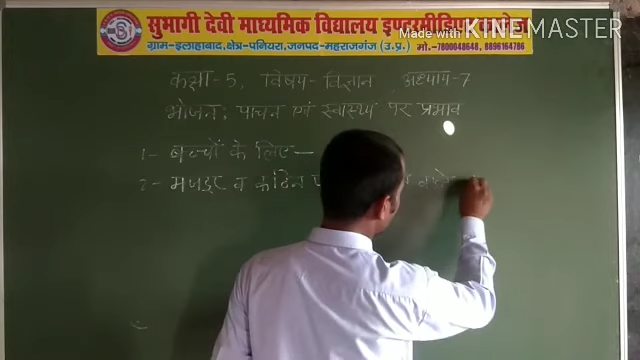 Made with KINEMASTER
सुभागी देवी माध्यमिक विद्यालय इण्टरमीडिएट कालेज
ग्राम-इलाहाबाद,क्षेत्र-पनियरा,जनपद-महराजगंज (उ.प्र.) मो.-7800048648, 8896164786
कक्षा-5, विषय-विज्ञान, अध्याय-7
भोजन: पाचन एवं स्वास्थ्य पर प्रभाव
1- बच्चों के लिए-
2- मजदूर व कठिन